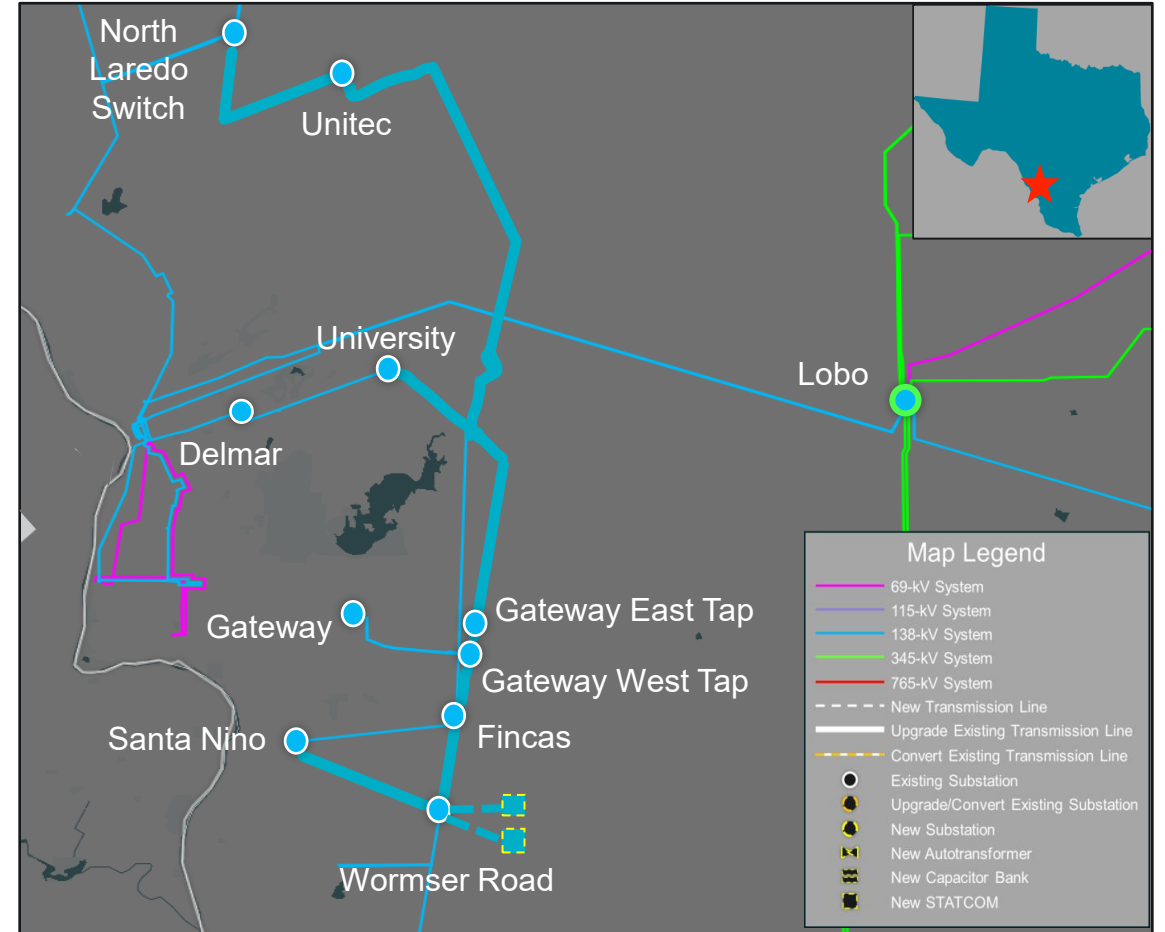 North
Laredo
Switch
Unitec
University
Lobo
Delmar
Gateway East Tap
Gateway
Gateway West Tap
Santa Nino
Fincas
Wormser Road
Map Legend
69-kV System
115-kV System
138-kV System
345-kV System
765-kV System
New Transmission Line
Upgrade Existing Transmission Line
Convert Existing Transmission Line
Existing Substation
Upgrade/Convert Existing Substation
New Substation
New Autotransformer
New Capacitor Bank
New STATCOM